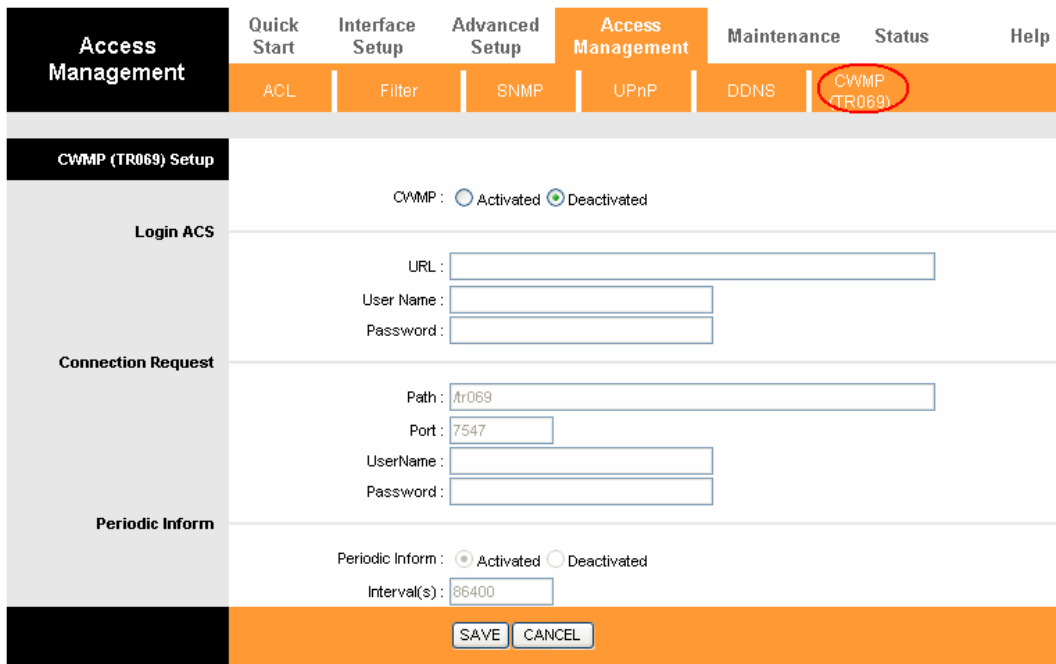 Access Management
Quick Start
Interface Setup
Advanced Setup
Access Management
Maintenance
Status
Help
ACL
Filter
SNMP
UPnP
DDNS
CWMP (TR069)
CWMP (TR069) Setup
CWMP : Activated Deactivated
Login ACS
URL :
User Name :
Password :
Connection Request
Path : /tr069
Port : 7547
UserName :
Password :
Periodic Inform
Periodic Inform : Activated Deactivated
Interval(s) : 86400
SAVE CANCEL